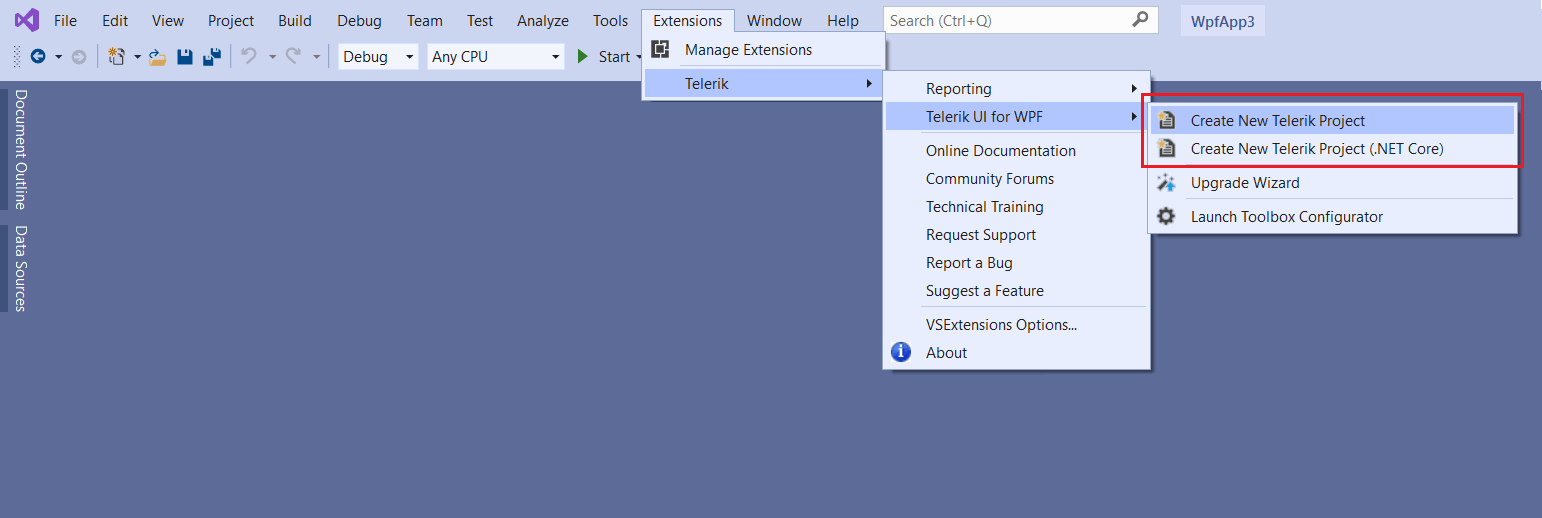 File Edit View Project Build Debug Team Test Analyze Tools Extensions Window Help Search (Ctrl+Q) WpfApp3
Debug Any CPU Start
Manage Extensions
Telerik
Reporting
Telerik UI for WPF
Online Documentation
Community Forums
Technical Training
Request Support
Report a Bug
Suggest a Feature
VSExtensions Options...
About
Create New Telerik Project
Create New Telerik Project (.NET Core)
Upgrade Wizard
Launch Toolbox Configurator
Document Outline
Data Sources